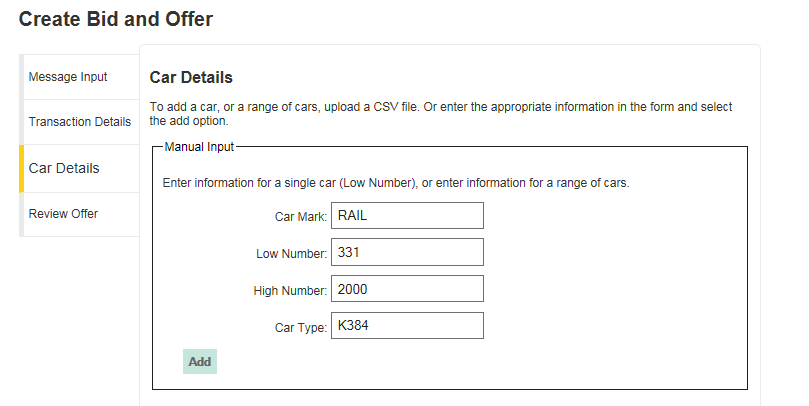 Create Bid and Offer
Message Input
Transaction Details
Car Details
Review Offer
Car Details
To add a car, or a range of cars, upload a CSV file. Or enter the appropriate information in the form and select
the add option.
Manual Input
Enter information for a single car (Low Number), or enter information for a range of cars.
Car Mark: RAIL
Low Number: 331
High Number: 2000
Car Type: K384
Add